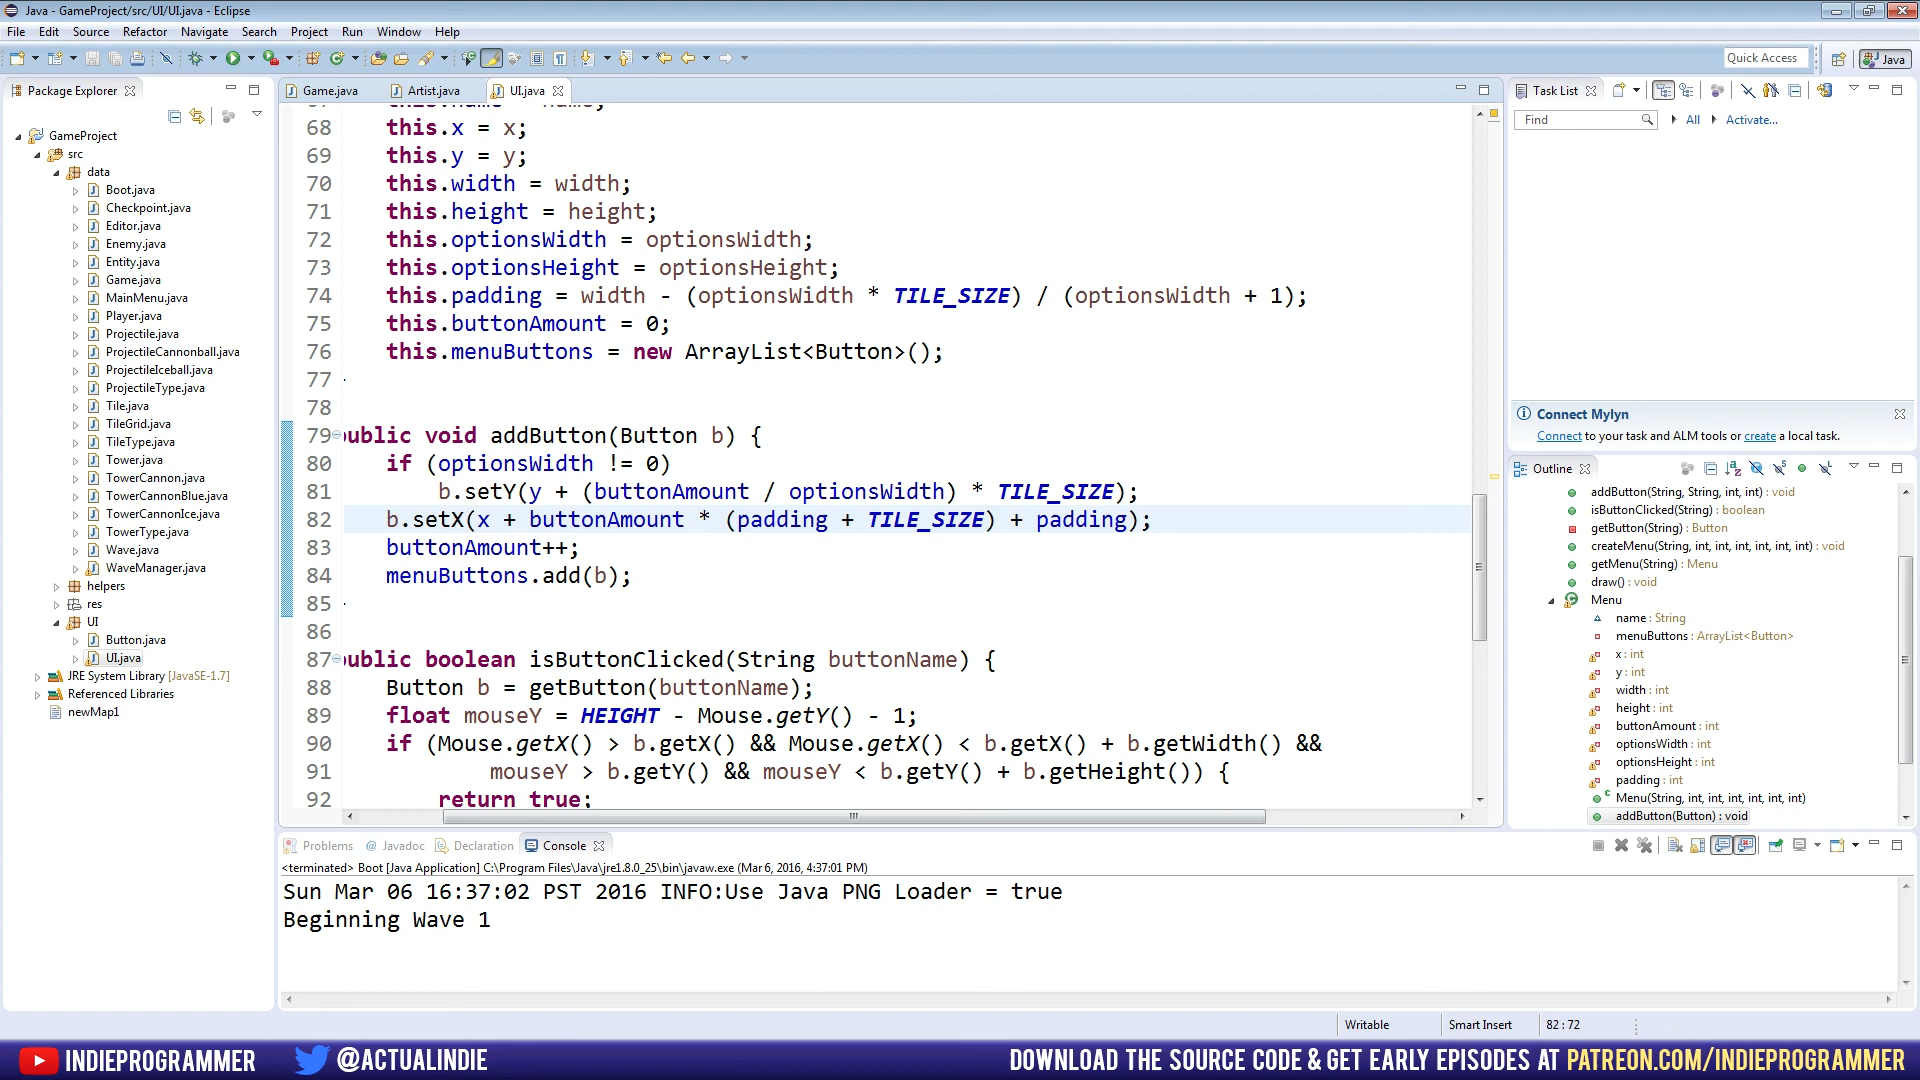 Java - GameProject/src/UI/UI.java - Eclipse
File Edit Source Refactor Navigate Search Project Run Window Help
Quick Access
Java
Package Explorer
GameProject
src
data
Boot.java
Checkpoint.java
Editor.java
Enemy.java
Entity.java
Game.java
MainMenu.java
Player.java
Projectile.java
ProjectileCannonball.java
ProjectileIceball.java
ProjectileType.java
Tile.java
TileGrid.java
TileType.java
Tower.java
TowerCannon.java
TowerCannonBlue.java
TowerCannonIce.java
TowerType.java
Wave.java
WaveManager.java
helpers
res
UI
Button.java
UI.java
JRE System Library [JavaSE-1.7]
Referenced Libraries
newMap1
Game.java Artist.java UI.java
68 this.x = x;
69 this.y = y;
70 this.width = width;
71 this.height = height;
72 this.optionsWidth = optionsWidth;
73 this.optionsHeight = optionsHeight;
74 this.padding = width - (optionsWidth * TILE_SIZE) / (optionsWidth + 1);
75 this.buttonAmount = 0;
76 this.menuButtons = new ArrayList<Button>();
77
78
79 ublic void addButton(Button b) {
80 if (optionsWidth != 0)
81 b.setY(y + (buttonAmount / optionsWidth) * TILE_SIZE);
82 b.setX(x + buttonAmount * (padding + TILE_SIZE) + padding);
83 buttonAmount++;
84 menuButtons.add(b);
85
86
87 ublic boolean isButtonClicked(String buttonName) {
88 Button b = getButton(buttonName);
89 float mouseY = HEIGHT - Mouse.getY() - 1;
90 if (Mouse.getX() > b.getX() && Mouse.getX() < b.getX() + b.getWidth() &&
91 mouseY > b.getY() && mouseY < b.getY() + b.getHeight()) {
92 return true;
Task List
Find All Activate...
Connect Mylyn
Connect to your task and ALM tools or create a local task.
Outline
addButton(String, String, int, int) : void
isButtonClicked(String) : boolean
getButton(String) : Button
createMenu(String, int, int, int, int, int, int) : void
getMenu(String) : Menu
draw() : void
Menu
name : String
menuButtons : ArrayList<Button>
x : int
y : int
width : int
height : int
buttonAmount : int
optionsWidth : int
optionsHeight : int
padding : int
Menu(String, int, int, int, int, int, int)
addButton(Button) : void
Problems @ Javadoc Declaration Console
<terminated> Boot [Java Application] C:\Program Files\Java\jre1.8.0_25\bin\javaw.exe (Mar 6, 2016, 4:37:01 PM)
Sun Mar 06 16:37:02 PST 2016 INFO:Use Java PNG Loader = true
Beginning Wave 1
Writable Smart Insert 82 : 72
INDIEPROGRAMMER @ACTUALINDIE DOWNLOAD THE SOURCE CODE & GET EARLY EPISODES AT PATREON.COM/INDIEPROGRAMMER